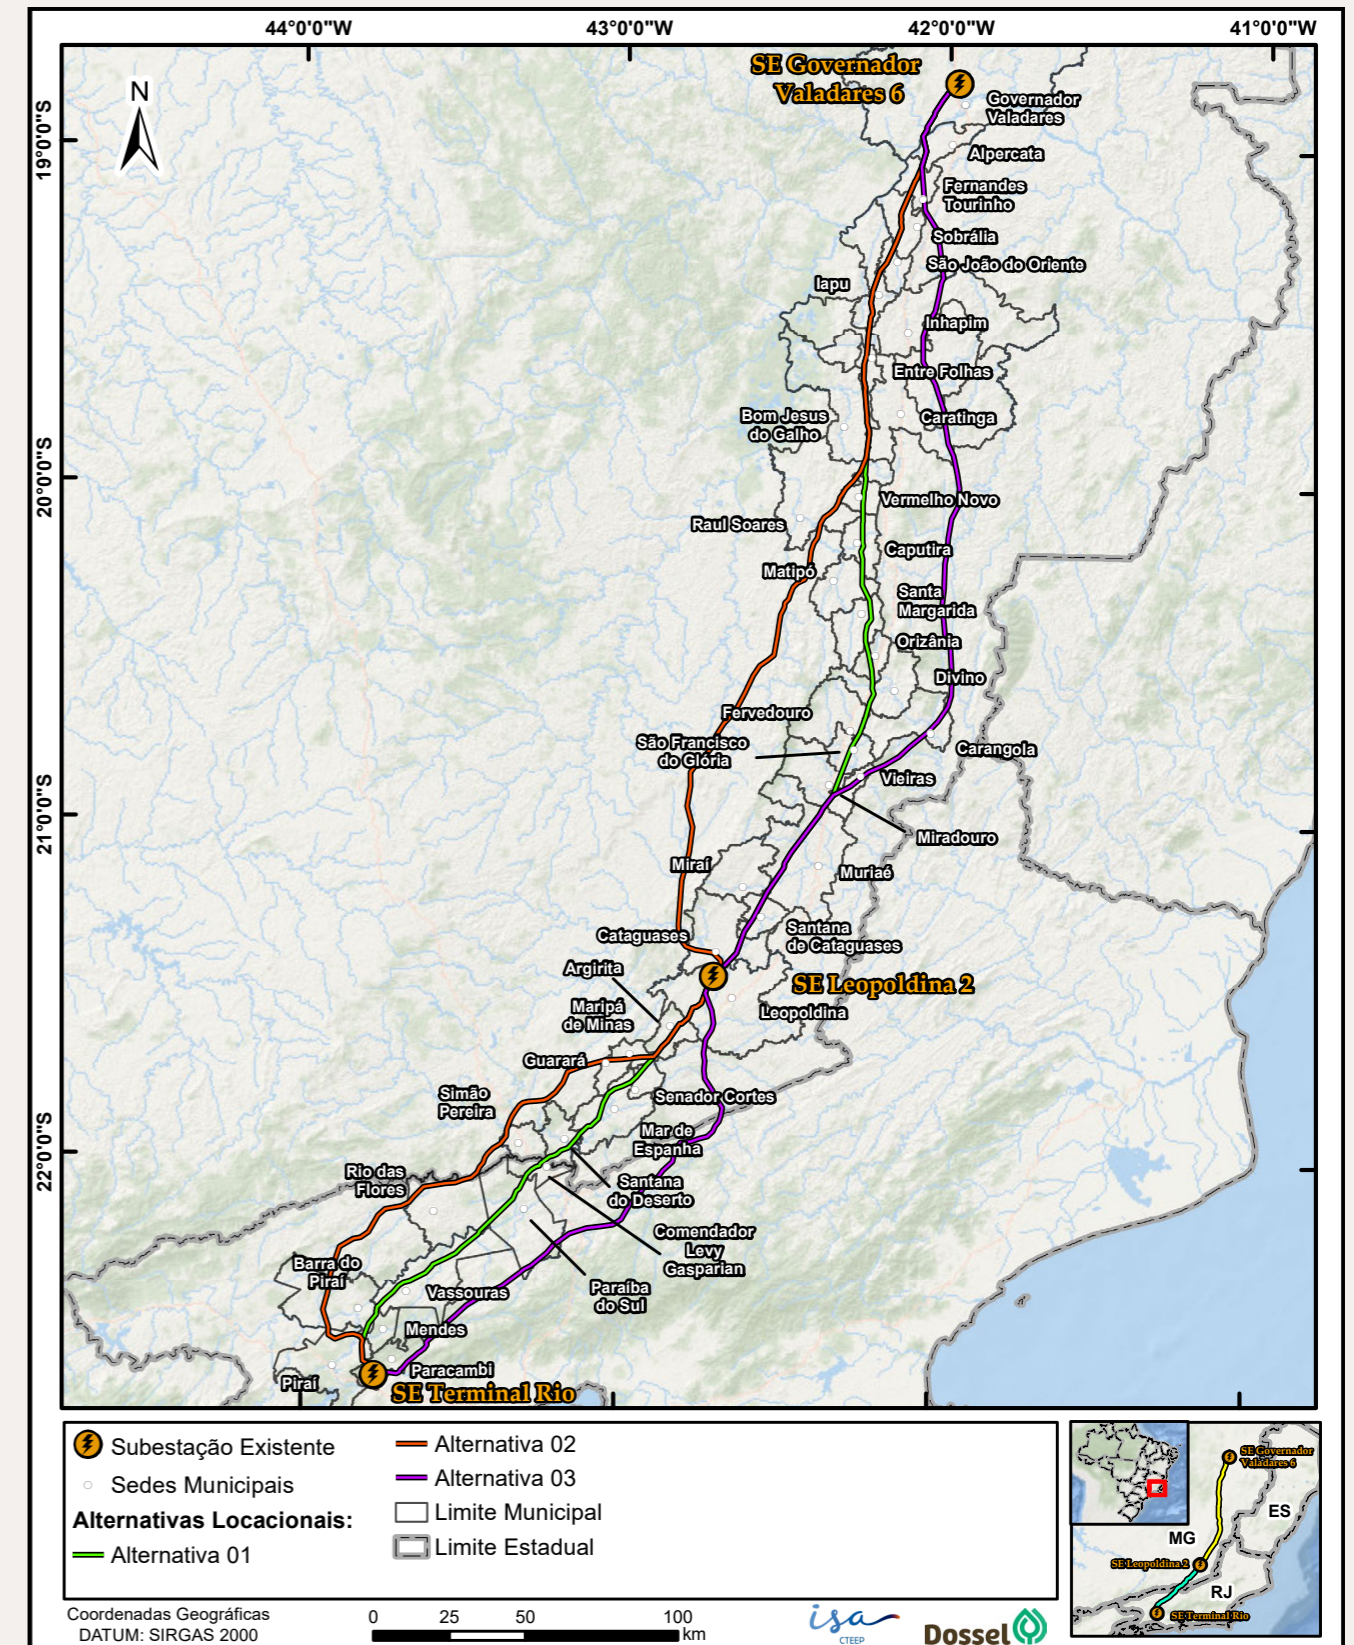 44°0'0"W
43°0'0"W
42°0'0"W
41°0'0"W
19°0'0"S
20°0'0"S
21°0'0"S
22°0'0"S
N
SE Governador
Valadares 6
Governador
Valadares
Alpercata
Fernandes
Tourinho
Sobrália
São João do Oriente
Iapu
Inhapim
Entre Folhas
Bom Jesus
do Galho
Caratinga
Vermelho Novo
Raul Soares
Caputira
Matipó
Santa
Margarida
Orizânia
Divino
Fervedouro
São Francisco
do Glória
Carangola
Vieiras
Miradouro
Miraí
Muriaé
Cataguases
Santana
de Cataguases
Argirita
SE Leopoldina 2
Maripá
de Minas
Leopoldina
Guarará
Simão
Pereira
Senador Cortes
Mar de
Espanha
Rio das
Flores
Santana
do Deserto
Comendador
Levy
Gasparian
Barra do
Piraí
Vassouras
Paraíba
do Sul
Mendes
Paracambi
Piraí
SE Terminal Rio
Subestação Existente
Sedes Municipais
Alternativas Locacionais:
Alternativa 01
Alternativa 02
Alternativa 03
Limite Municipal
Limite Estadual
SE Governador
Valadares 6
ES
MG
SE Leopoldina 2
RJ
SE Terminal Rio
Coordenadas Geográficas
DATUM: SIRGAS 2000
0 25 50 100
km
isa
CTEEP
Dossel